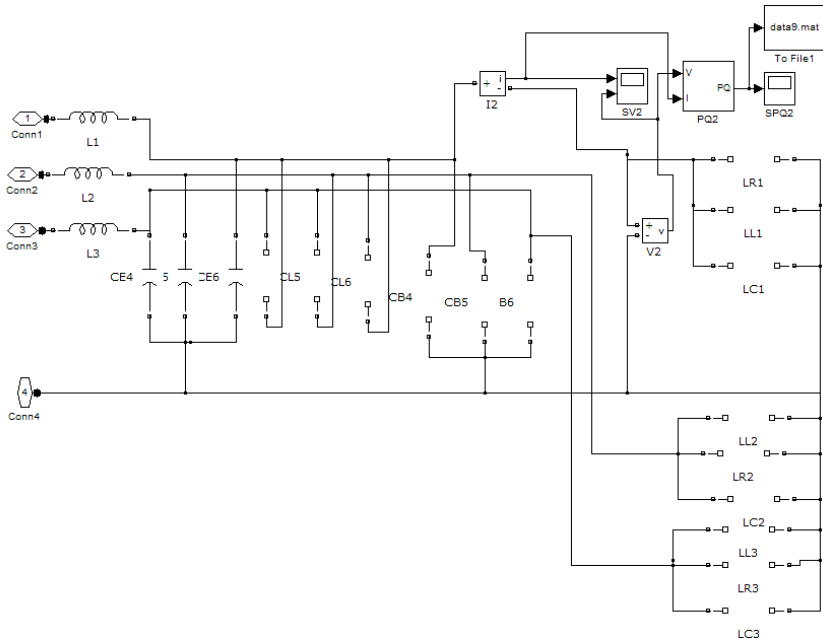 data9.mat
To File1
i
+
-
I2
SV2
V
I
PQ
PQ2
SPQ2
1
Conn1
L1
2
Conn2
L2
3
Conn3
L3
LR1
+
-
v
V2
LL1
LC1
CE4
5
CE6
CL5
CL6
CB4
CB5
B6
4
Conn4
LL2
LR2
LC2
LL3
LR3
LC3